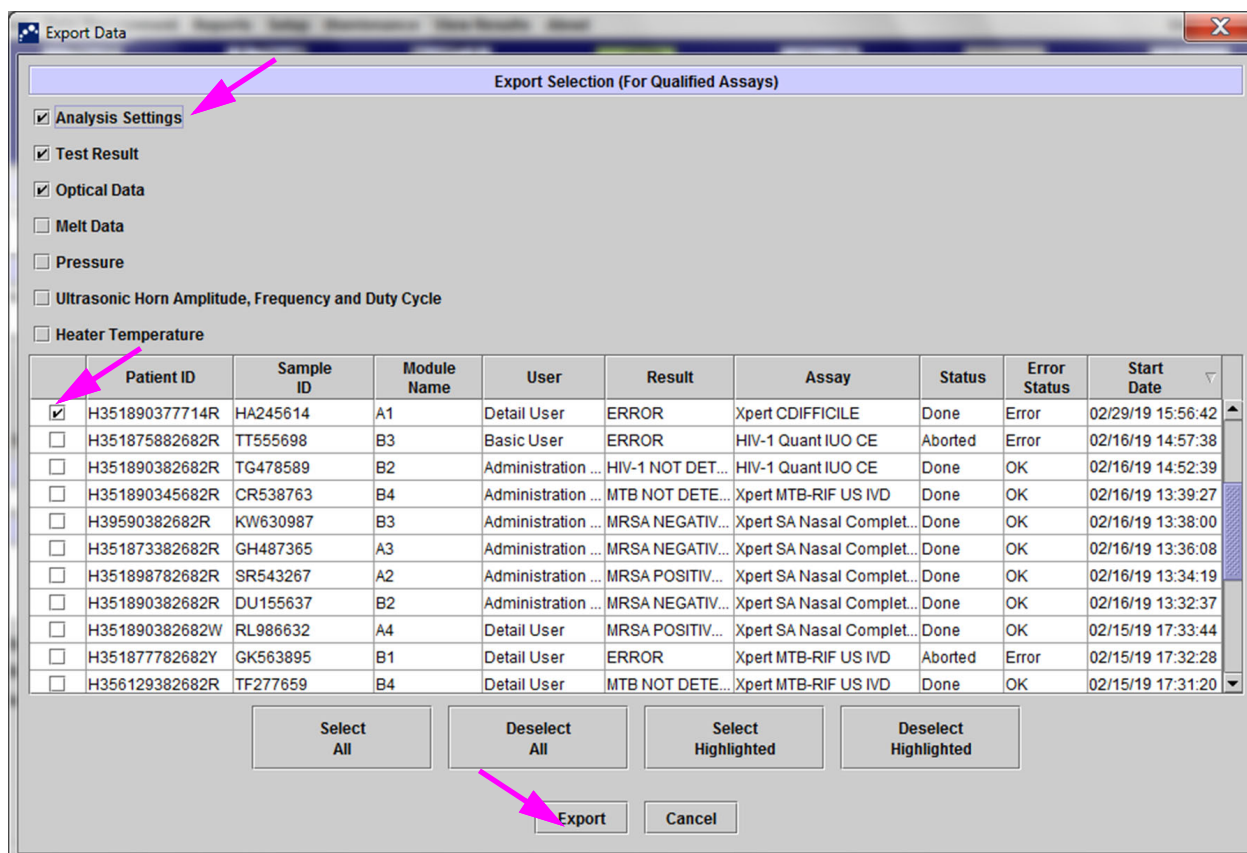 Export Data
Export Selection (For Qualified Assays)
Analysis Settings
Test Result
Optical Data
Melt Data
Pressure
Ultrasonic Horn Amplitude, Frequency and Duty Cycle
Heater Temperature
Patient ID Sample ID Module Name User Result Assay Status Error Status Start Date
H351890377714R HA245614 A1 Detail User ERROR Xpert CDIFFICILE Done Error 02/29/19 15:56:42
H351875882682R TT555698 B3 Basic User ERROR HIV-1 Quant IUO CE Aborted Error 02/16/19 14:57:38
H351890382682R TG478589 B2 Administration ... HIV-1 NOT DET... HIV-1 Quant IUO CE Done OK 02/16/19 14:52:39
H351890345682R CR538763 B4 Administration ... MTB NOT DETE... Xpert MTB-RIF US IVD Done OK 02/16/19 13:39:27
H39590382682R KW630987 B3 Administration ... MRSA NEGATIV... Xpert SA Nasal Complet... Done OK 02/16/19 13:38:00
H351873382682R GH487365 A3 Administration ... MRSA NEGATIV... Xpert SA Nasal Complet... Done OK 02/16/19 13:36:08
H351898782682R SR543267 A2 Administration ... MRSA POSITIV... Xpert SA Nasal Complet... Done OK 02/16/19 13:34:19
H351890382682R DU155637 B2 Administration ... MRSA NEGATIV... Xpert SA Nasal Complet... Done OK 02/16/19 13:32:37
H351890382682W RL986632 A4 Detail User MRSA POSITIV... Xpert SA Nasal Complet... Done OK 02/15/19 17:33:44
H351877782682Y GK563895 B1 Detail User ERROR Xpert MTB-RIF US IVD Aborted Error 02/15/19 17:32:28
H356129382682R TF277659 B4 Detail User MTB NOT DETE... Xpert MTB-RIF US IVD Done OK 02/15/19 17:31:20
Select All Deselect All Select Highlighted Deselect Highlighted
Export Cancel